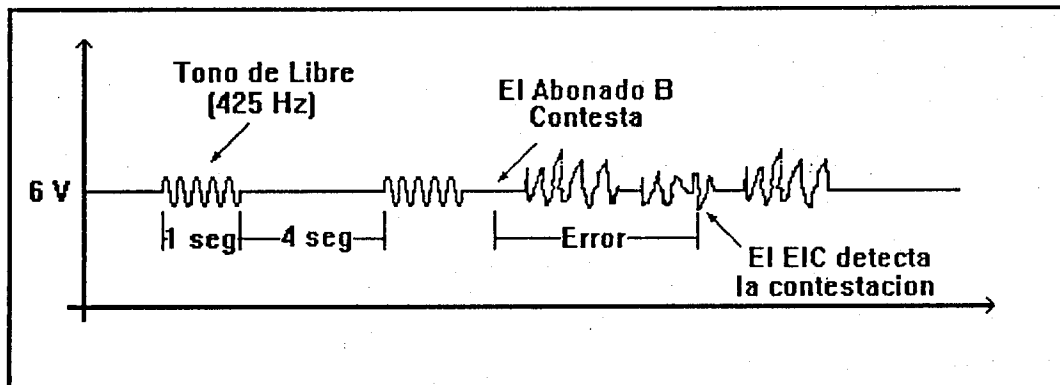 Tono de Libre
(425 Hz)
El Abonado B
Contesta
6 V
1 seg
4 seg
Error
El EIC detecta
la contestacion